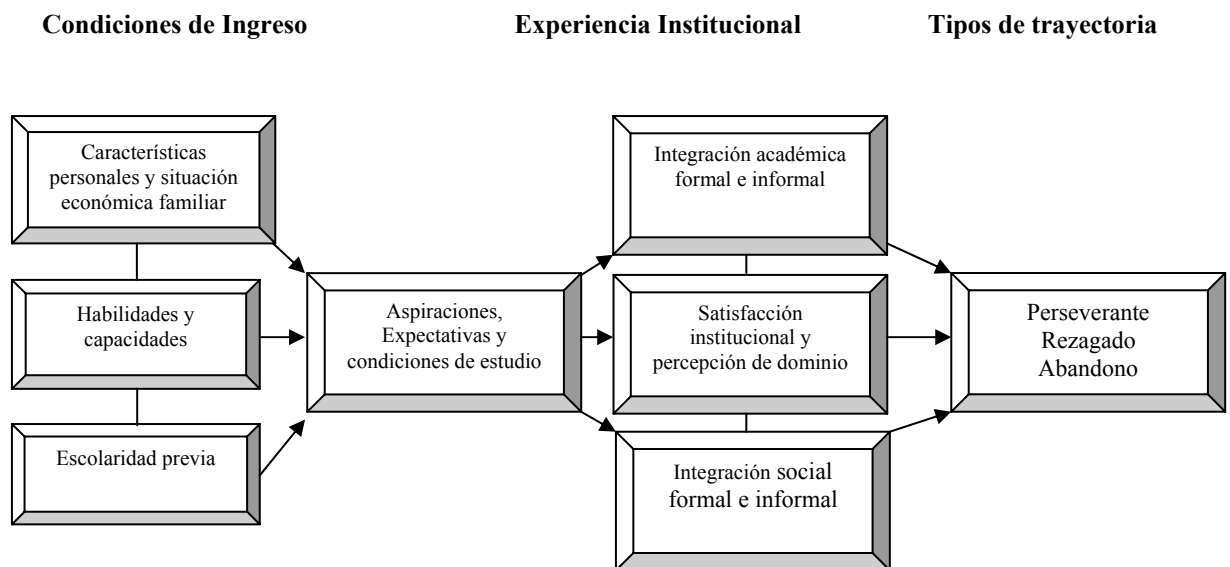 Condiciones de Ingreso
Experiencia Institucional
Tipos de trayectoria
Características
personales y situación
económica familiar
Habilidades y
capacidades
Escolaridad previa
Aspiraciones,
Expectativas y
condiciones de estudio
Integración académica
formal e informal
Satisfacción
institucional y
percepción de dominio
Integración social
formal e informal
Perseverante
Rezagado
Abandono